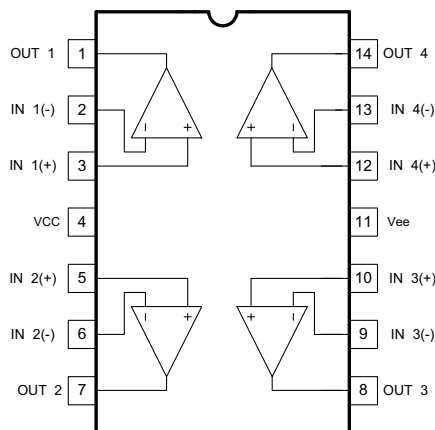 OUT 1 1 14 OUT 4
IN 1(-) 2 13 IN 4(-)
- + + -
IN 1(+) 3 12 IN 4(+)
VCC 4 11 Vee
IN 2(+) 5 10 IN 3(+)
- + + -
IN 2(-) 6 9 IN 3(-)
OUT 2 7 8 OUT 3